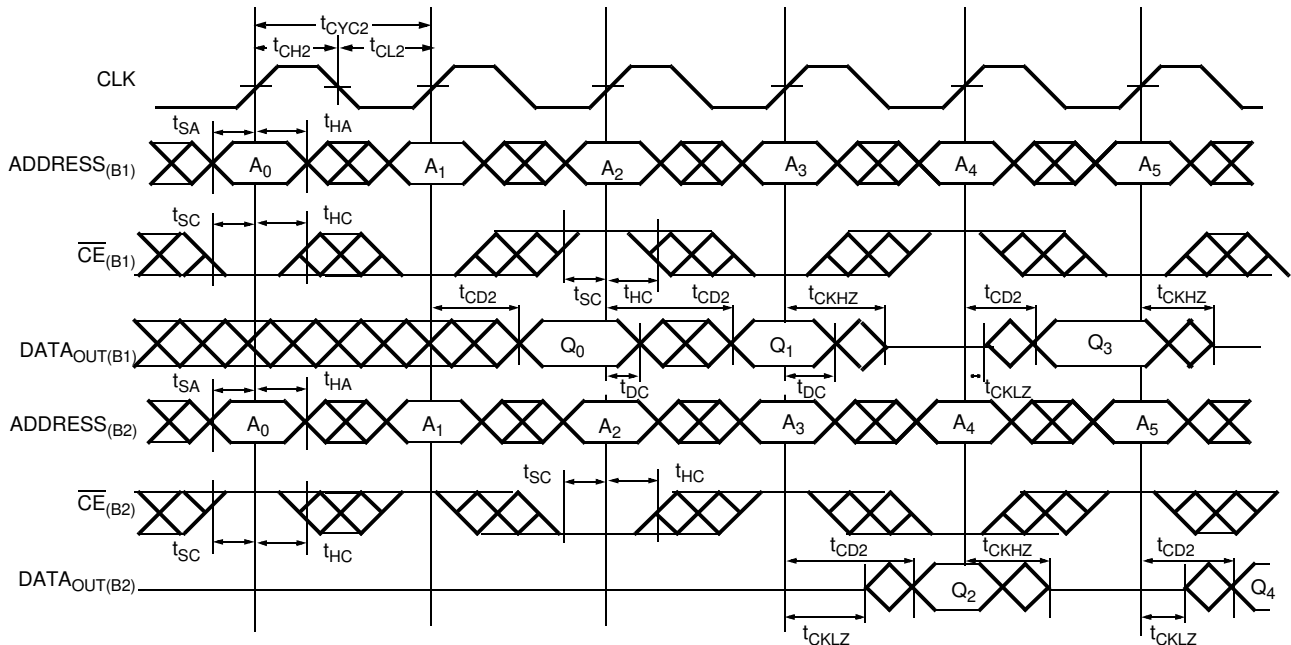 tCYC2
tCH2 tCL2
CLK
tSA tHA
ADDRESS(B1) A0 A1 A2 A3 A4 A5
tSC tHC
CE(B1)
tSC tHC
tCD2 tCD2 tCKHZ tCD2 tCKHZ
DATAOUT(B1) Q0 Q1 Q3
tDC tDC tCKLZ
tSA tHA
ADDRESS(B2) A0 A1 A2 A3 A4 A5
tSC tHC
CE(B2)
tSC tHC tCD2 tCKHZ tCD2
DATAOUT(B2) Q2 Q4
tCKLZ tCKLZ